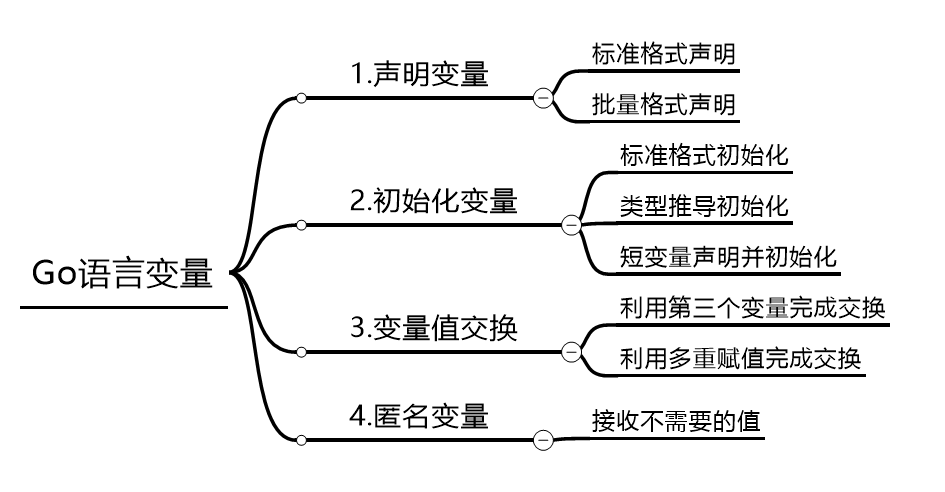 Go语言变量
1.声明变量
标准格式声明
批量格式声明
2.初始化变量
标准格式初始化
类型推导初始化
短变量声明并初始化
3.变量值交换
利用第三个变量完成交换
利用多重赋值完成交换
4.匿名变量
接收不需要的值